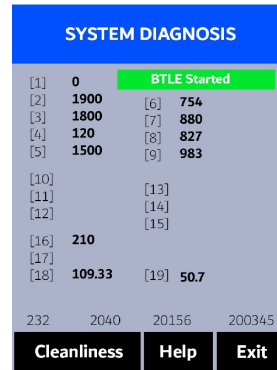 SYSTEM DIAGNOSIS
[1] 0 BTLE Started
[2] 1900 [6] 754
[3] 1800 [7] 880
[4] 120 [8] 827
[5] 1500 [9] 983
[10] [13]
[11] [14]
[12] [15]
[16] 210
[17]
[18] 109.33 [19] 50.7
232 2040 20156 200345
Cleanliness Help Exit